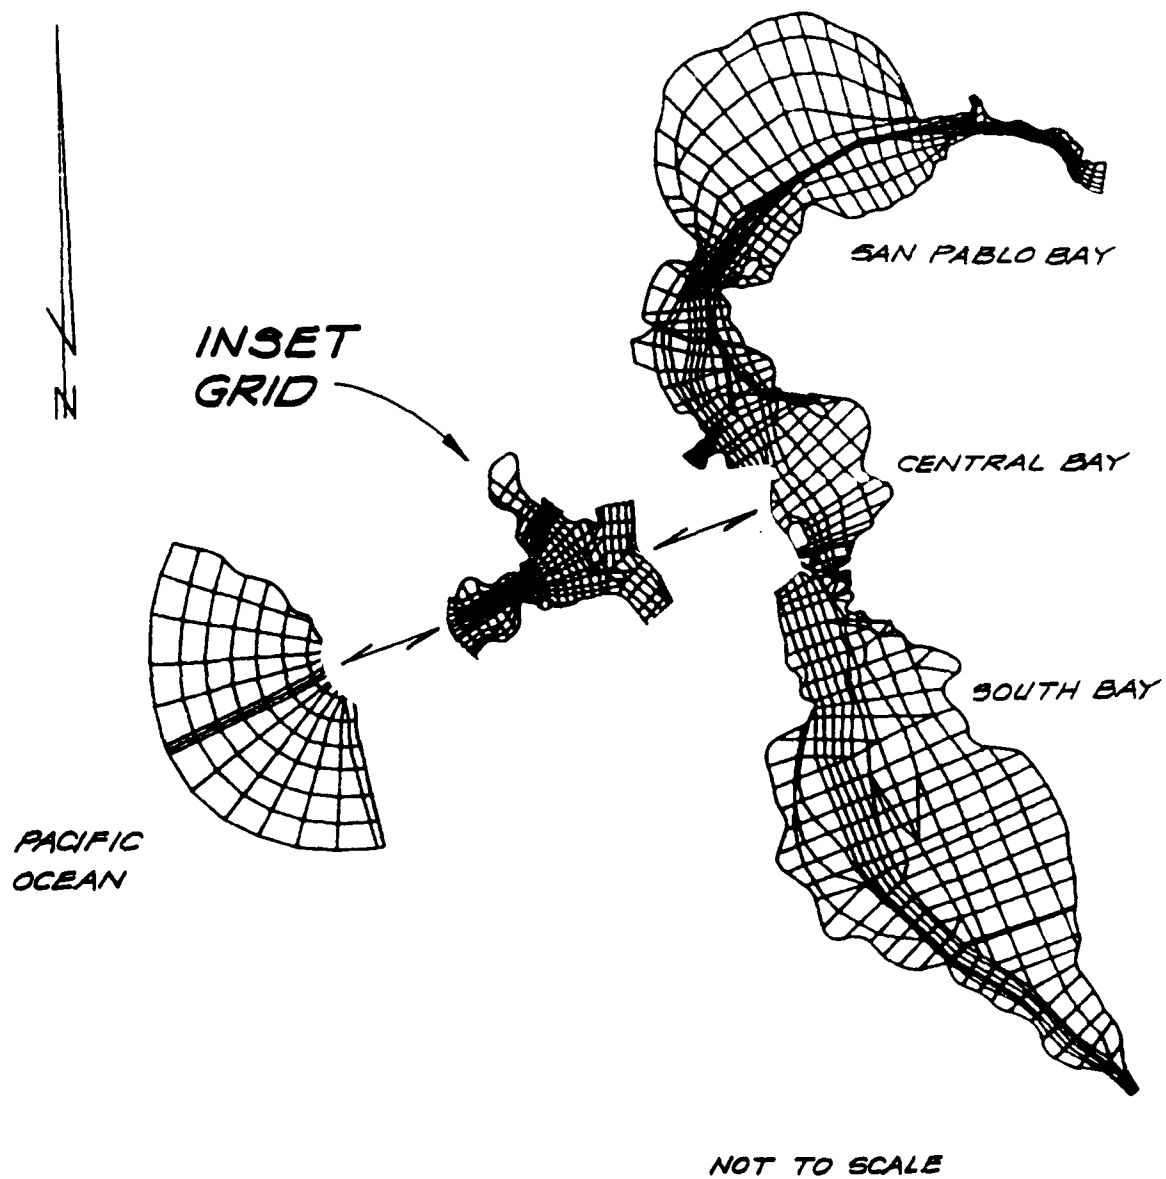 SAN PABLO BAY
INSET
GRID
N
CENTRAL BAY
SOUTH BAY
PACIFIC
OCEAN
NOT TO SCALE